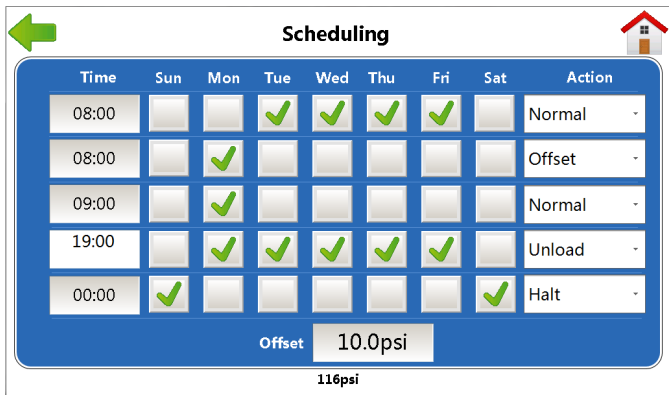 Scheduling
Time Sun Mon Tue Wed Thu Fri Sat Action
08:00 Normal
08:00 Offset
09:00 Normal
19:00 Unload
00:00 Halt
Offset 10.0psi
116psi